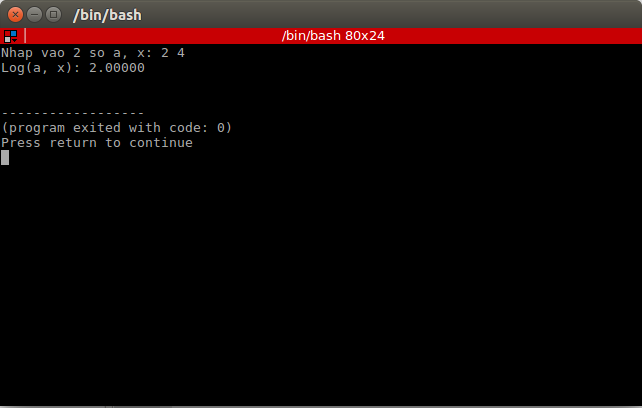 /bin/bash
/bin/bash 80x24
Nhap vao 2 so a, x: 2 4
Log(a, x): 2.00000
------------------
(program exited with code: 0)
Press return to continue